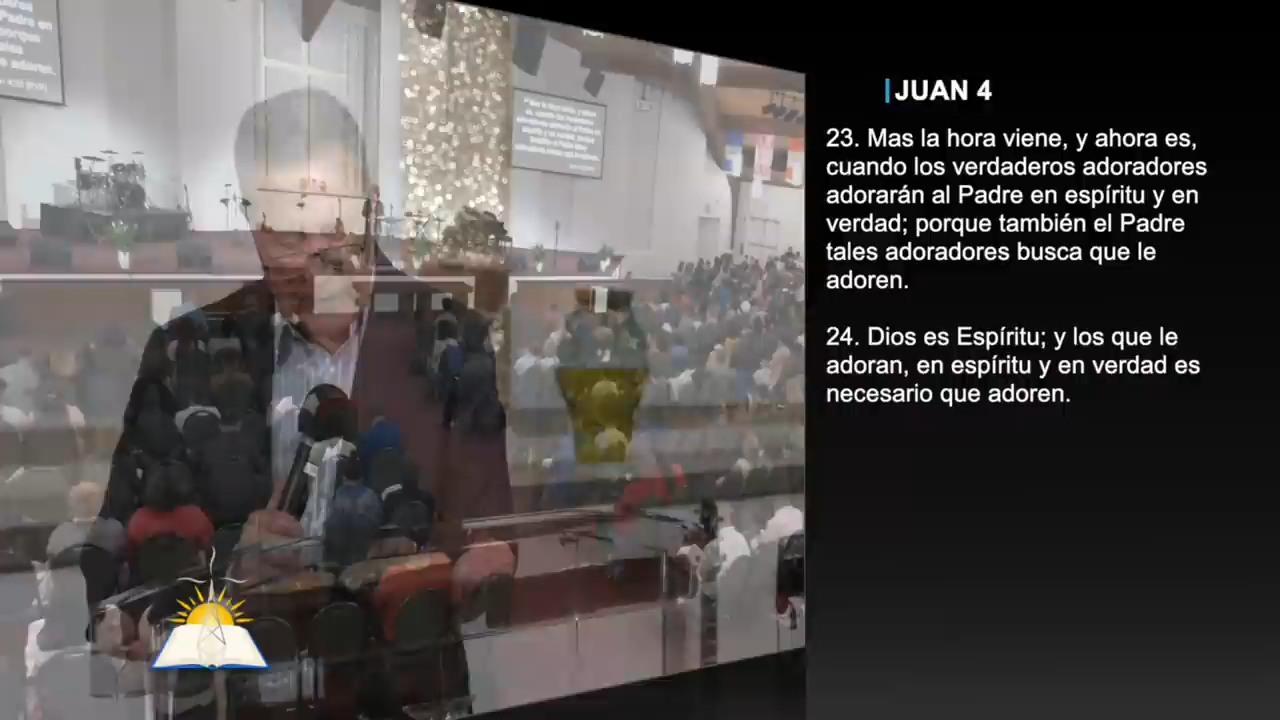 JUAN 4
23. Mas la hora viene, y ahora es,
cuando los verdaderos adoradores
adorarán al Padre en espíritu y en
verdad; porque también el Padre
tales adoradores busca que le
adoren.
24. Dios es Espíritu; y los que le
adoran, en espíritu y en verdad es
necesario que adoren.